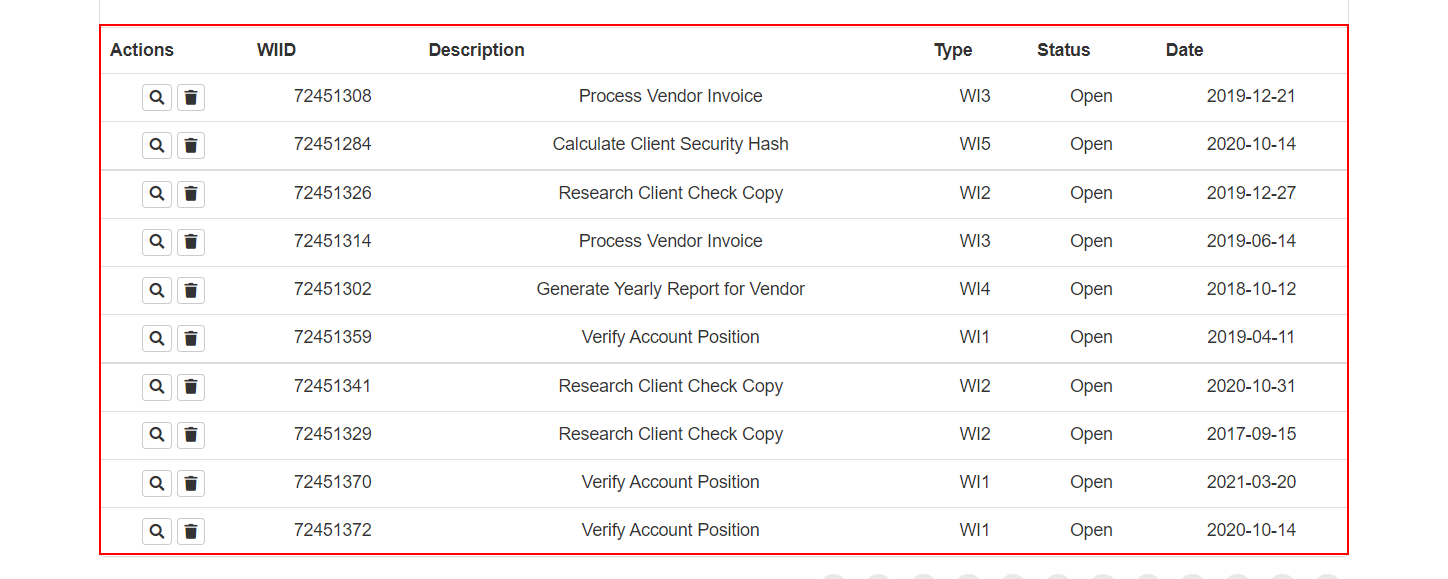 Actions WIID Description Type Status Date
72451308 Process Vendor Invoice WI3 Open 2019-12-21
72451284 Calculate Client Security Hash WI5 Open 2020-10-14
72451326 Research Client Check Copy WI2 Open 2019-12-27
72451314 Process Vendor Invoice WI3 Open 2019-06-14
72451302 Generate Yearly Report for Vendor WI4 Open 2018-10-12
72451359 Verify Account Position WI1 Open 2019-04-11
72451341 Research Client Check Copy WI2 Open 2020-10-31
72451329 Research Client Check Copy WI2 Open 2017-09-15
72451370 Verify Account Position WI1 Open 2021-03-20
72451372 Verify Account Position WI1 Open 2020-10-14